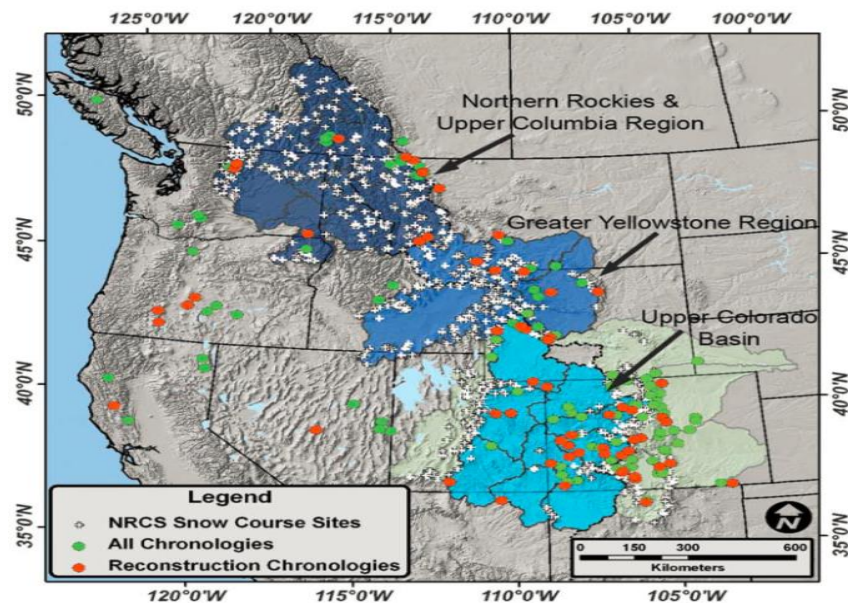 125°0'W 120°0'W 115°0'W 110°0'W 105°0'W 100°0'W
50°0'N
50°0'N
Northern Rockies &
Upper Columbia Region
45°0'N
45°0'N
Greater Yellowstone Region
Upper Colorado
Basin
40°0'N
40°0'N
35°0'N
35°0'N
Legend
NRCS Snow Course Sites
All Chronologies
Reconstruction Chronologies
N
0 150 300 600
Kilometers
120°0'W 115°0'W 110°0'W 105°0'W